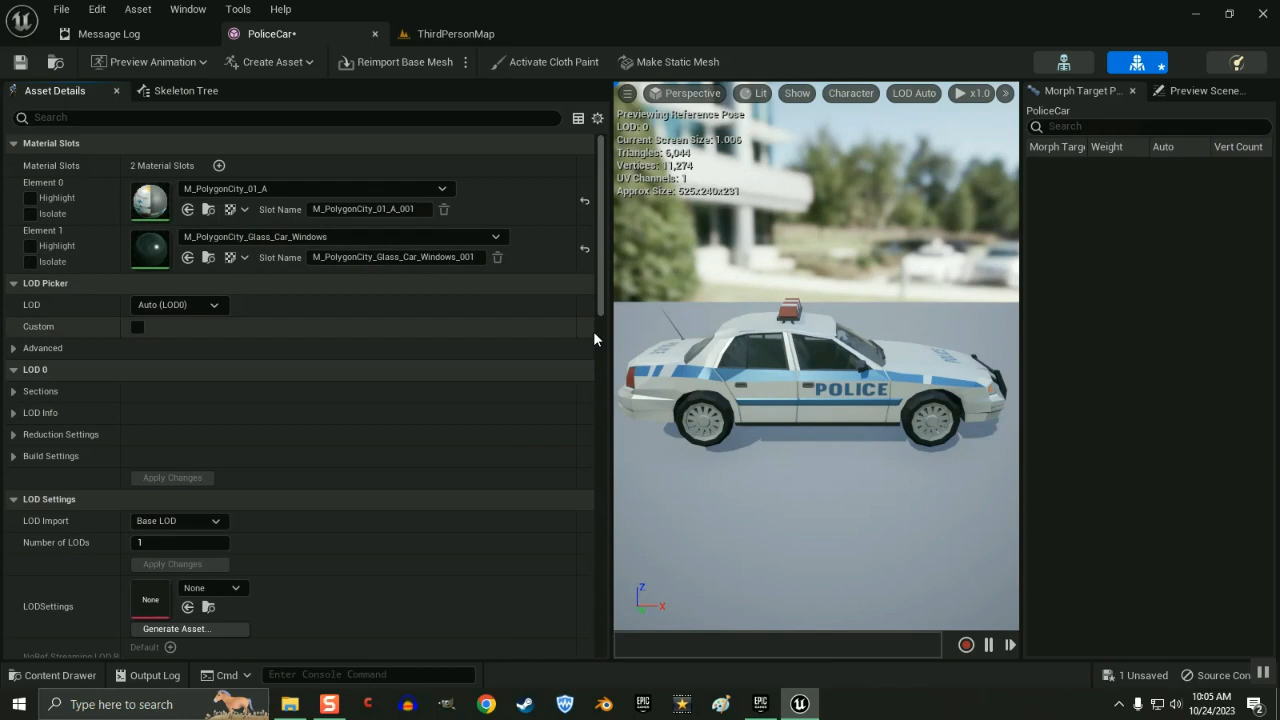 File Edit Asset Window Tools Help
Message Log PoliceCar• ThirdPersonMap
Preview Animation Create Asset Reimport Base Mesh Activate Cloth Paint Make Static Mesh
Asset Details Skeleton Tree
Search
Material Slots
Material Slots 2 Material Slots
Element 0
Highlight
Isolate
M_PolygonCity_01_A
Slot Name M_PolygonCity_01_A_001
Element 1
Highlight
Isolate
M_PolygonCity_Glass_Car_Windows
Slot Name M_PolygonCity_Glass_Car_Windows_001
LOD Picker
LOD Auto (LOD0)
Custom
Advanced
LOD 0
Sections
LOD Info
Reduction Settings
Build Settings
Apply Changes
LOD Settings
LOD Import Base LOD
Number of LODs 1
Apply Changes
LODSettings None None
Generate Asset...
Default
Perspective Lit Show Character LOD Auto x1.0
Previewing Reference Pose
LOD: 0
Current Screen Size: 1.006
Triangles: 6,044
Vertices: 11,274
UV Channels: 1
Approx Size: 525x240x231
POLICE
Z
X
Morph Target P... Preview Scene...
PoliceCar
Search
Morph Targ Weight Auto Vert Count
Content Drawer Output Log Cmd Enter Console Command 1 Unsaved Source Con
Type here to search
10:05 AM
10/24/2023